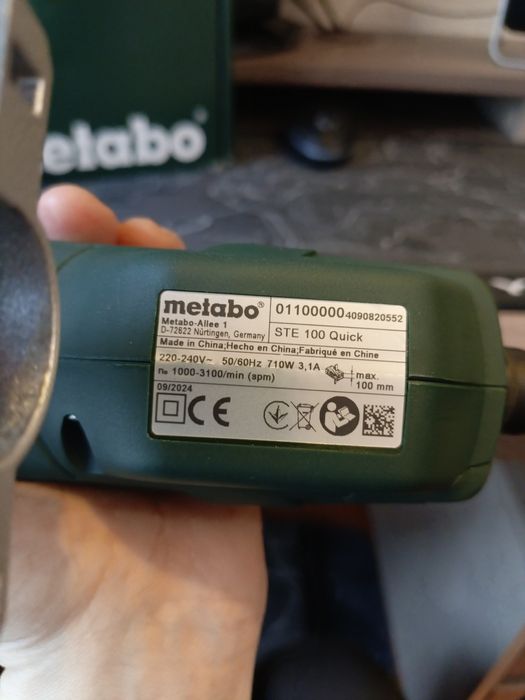 etabo
metabo®
Metabo-Allee 1
D-72622 Nürtingen, Germany
01100000 4090820552
STE 100 Quick
Made in China;Hecho en China;Fabriqué en Chine
220-240V~ 50/60Hz 710W 3,1A
max.
100 mm
n₀ 1000-3100/min (spm)
09/2024
CE